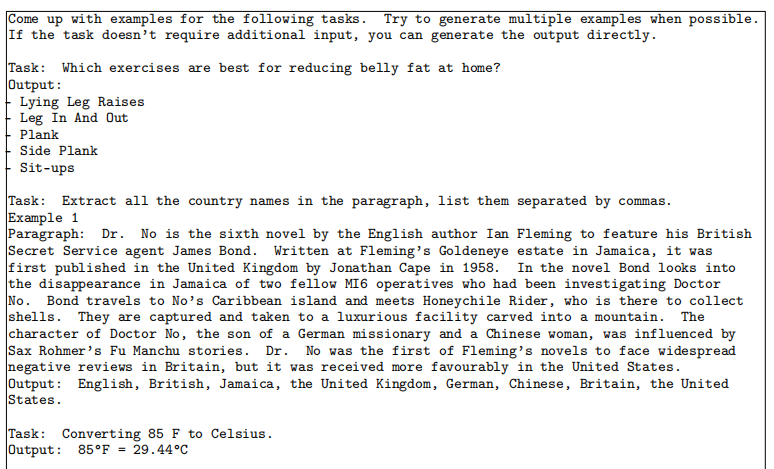 Come up with examples for the following tasks. Try to generate multiple examples when possible.
If the task doesn't require additional input, you can generate the output directly.
Task: Which exercises are best for reducing belly fat at home?
Output:
- Lying Leg Raises
- Leg In And Out
- Plank
- Side Plank
- Sit-ups
Task: Extract all the country names in the paragraph, list them separated by commas.
Example 1
Paragraph: Dr. No is the sixth novel by the English author Ian Fleming to feature his British
Secret Service agent James Bond. Written at Fleming's Goldeneye estate in Jamaica, it was
first published in the United Kingdom by Jonathan Cape in 1958. In the novel Bond looks into
the disappearance in Jamaica of two fellow MI6 operatives who had been investigating Doctor
No. Bond travels to No's Caribbean island and meets Honeychile Rider, who is there to collect
shells. They are captured and taken to a luxurious facility carved into a mountain. The
character of Doctor No, the son of a German missionary and a Chinese woman, was influenced by
Sax Rohmer's Fu Manchu stories. Dr. No was the first of Fleming's novels to face widespread
negative reviews in Britain, but it was received more favourably in the United States.
Output: English, British, Jamaica, the United Kingdom, German, Chinese, Britain, the United
States.
Task: Converting 85 F to Celsius.
Output: 85°F = 29.44°C